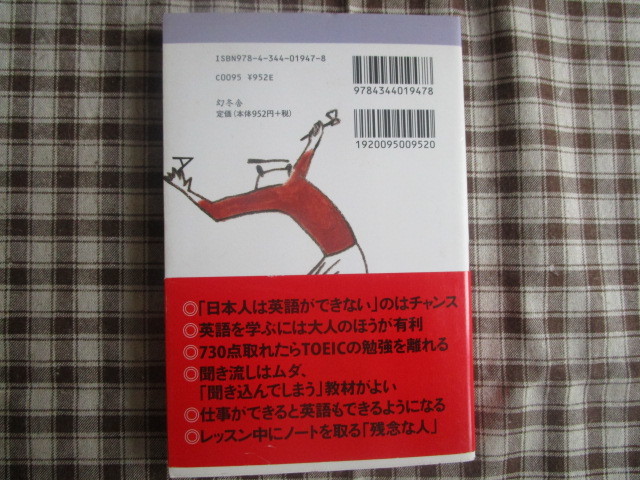 ISBN978-4-344-01947-8
C0095 ¥952E
9784344019478
幻冬舎
定価(本体952円+税)
1920095009520
A
B
◎「日本人は英語ができない」のはチャンス
◎英語を学ぶには大人のほうが有利
◎730点取れたらTOEICの勉強を離れる
◎聞き流しはムダ、
「聞き込んでしまう」教材がよい
◎仕事ができると英語もできるようになる
◎レッスン中にノートを取る「残念な人」